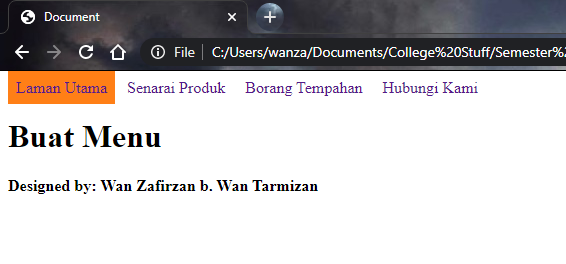 Document
File C:/Users/wanza/Documents/College%20Stuff/Semester%
Laman Utama Senarai Produk Borang Tempahan Hubungi Kami
Buat Menu
Designed by: Wan Zafirzan b. Wan Tarmizan